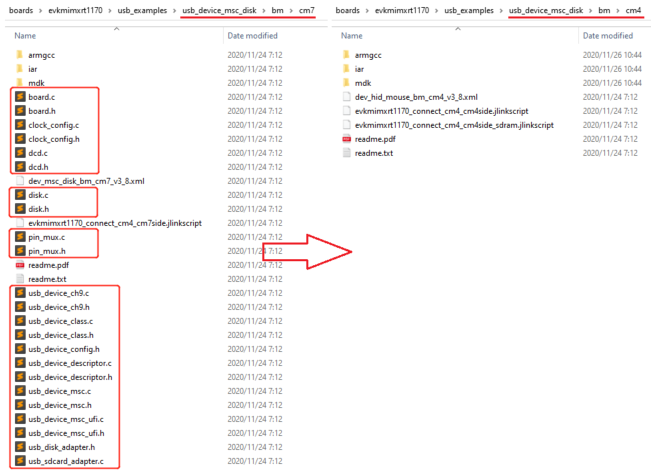 boards > evkmimxrt1170 > usb_examples > usb_device_msc_disk > bm > cm7
Name Date modified
armgcc 2020/11/24 7:12
iar 2020/11/24 7:12
mdk 2020/11/24 7:12
board.c 2020/11/24 7:12
board.h 2020/11/24 7:12
clock_config.c 2020/11/24 7:12
clock_config.h 2020/11/24 7:12
dcd.c 2020/11/24 7:12
dcd.h 2020/11/24 7:12
dev_msc_disk_bm_cm7_v3_8.xml 2020/11/24 7:12
disk.c 2020/11/24 7:12
disk.h 2020/11/24 7:12
evkmimxrt1170_connect_cm4_cm7side.jlinkscript 2020/11/24 7:12
pin_mux.c 2020/11/24 7:12
pin_mux.h 2020/11/24 7:12
readme.pdf 2020/11/24 7:12
readme.txt 2020/11/24 7:12
usb_device_ch9.c 2020/11/24 7:12
usb_device_ch9.h 2020/11/24 7:12
usb_device_class.c 2020/11/24 7:12
usb_device_class.h 2020/11/24 7:12
usb_device_config.h 2020/11/24 7:12
usb_device_descriptor.c 2020/11/24 7:12
usb_device_descriptor.h 2020/11/24 7:12
usb_device_msc.c 2020/11/24 7:12
usb_device_msc.h 2020/11/24 7:12
usb_device_msc_ufi.c 2020/11/24 7:12
usb_device_msc_ufi.h 2020/11/24 7:12
usb_disk_adapter.h 2020/11/24 7:12
usb_sdcard_adapter.c 2020/11/24 7:12
boards > evkmimxrt1170 > usb_examples > usb_device_msc_disk > bm > cm4
Name Date modified
armgcc 2020/11/26 10:44
iar 2020/11/26 10:44
mdk 2020/11/26 10:44
dev_hid_mouse_bm_cm4_v3_8.xml 2020/11/24 7:12
evkmimxrt1170_connect_cm4_cm4side.jlinkscript 2020/11/24 7:12
evkmimxrt1170_connect_cm4_cm4side_sdram.jlinkscript 2020/11/24 7:12
readme.pdf 2020/11/24 7:12
readme.txt 2020/11/24 7:12